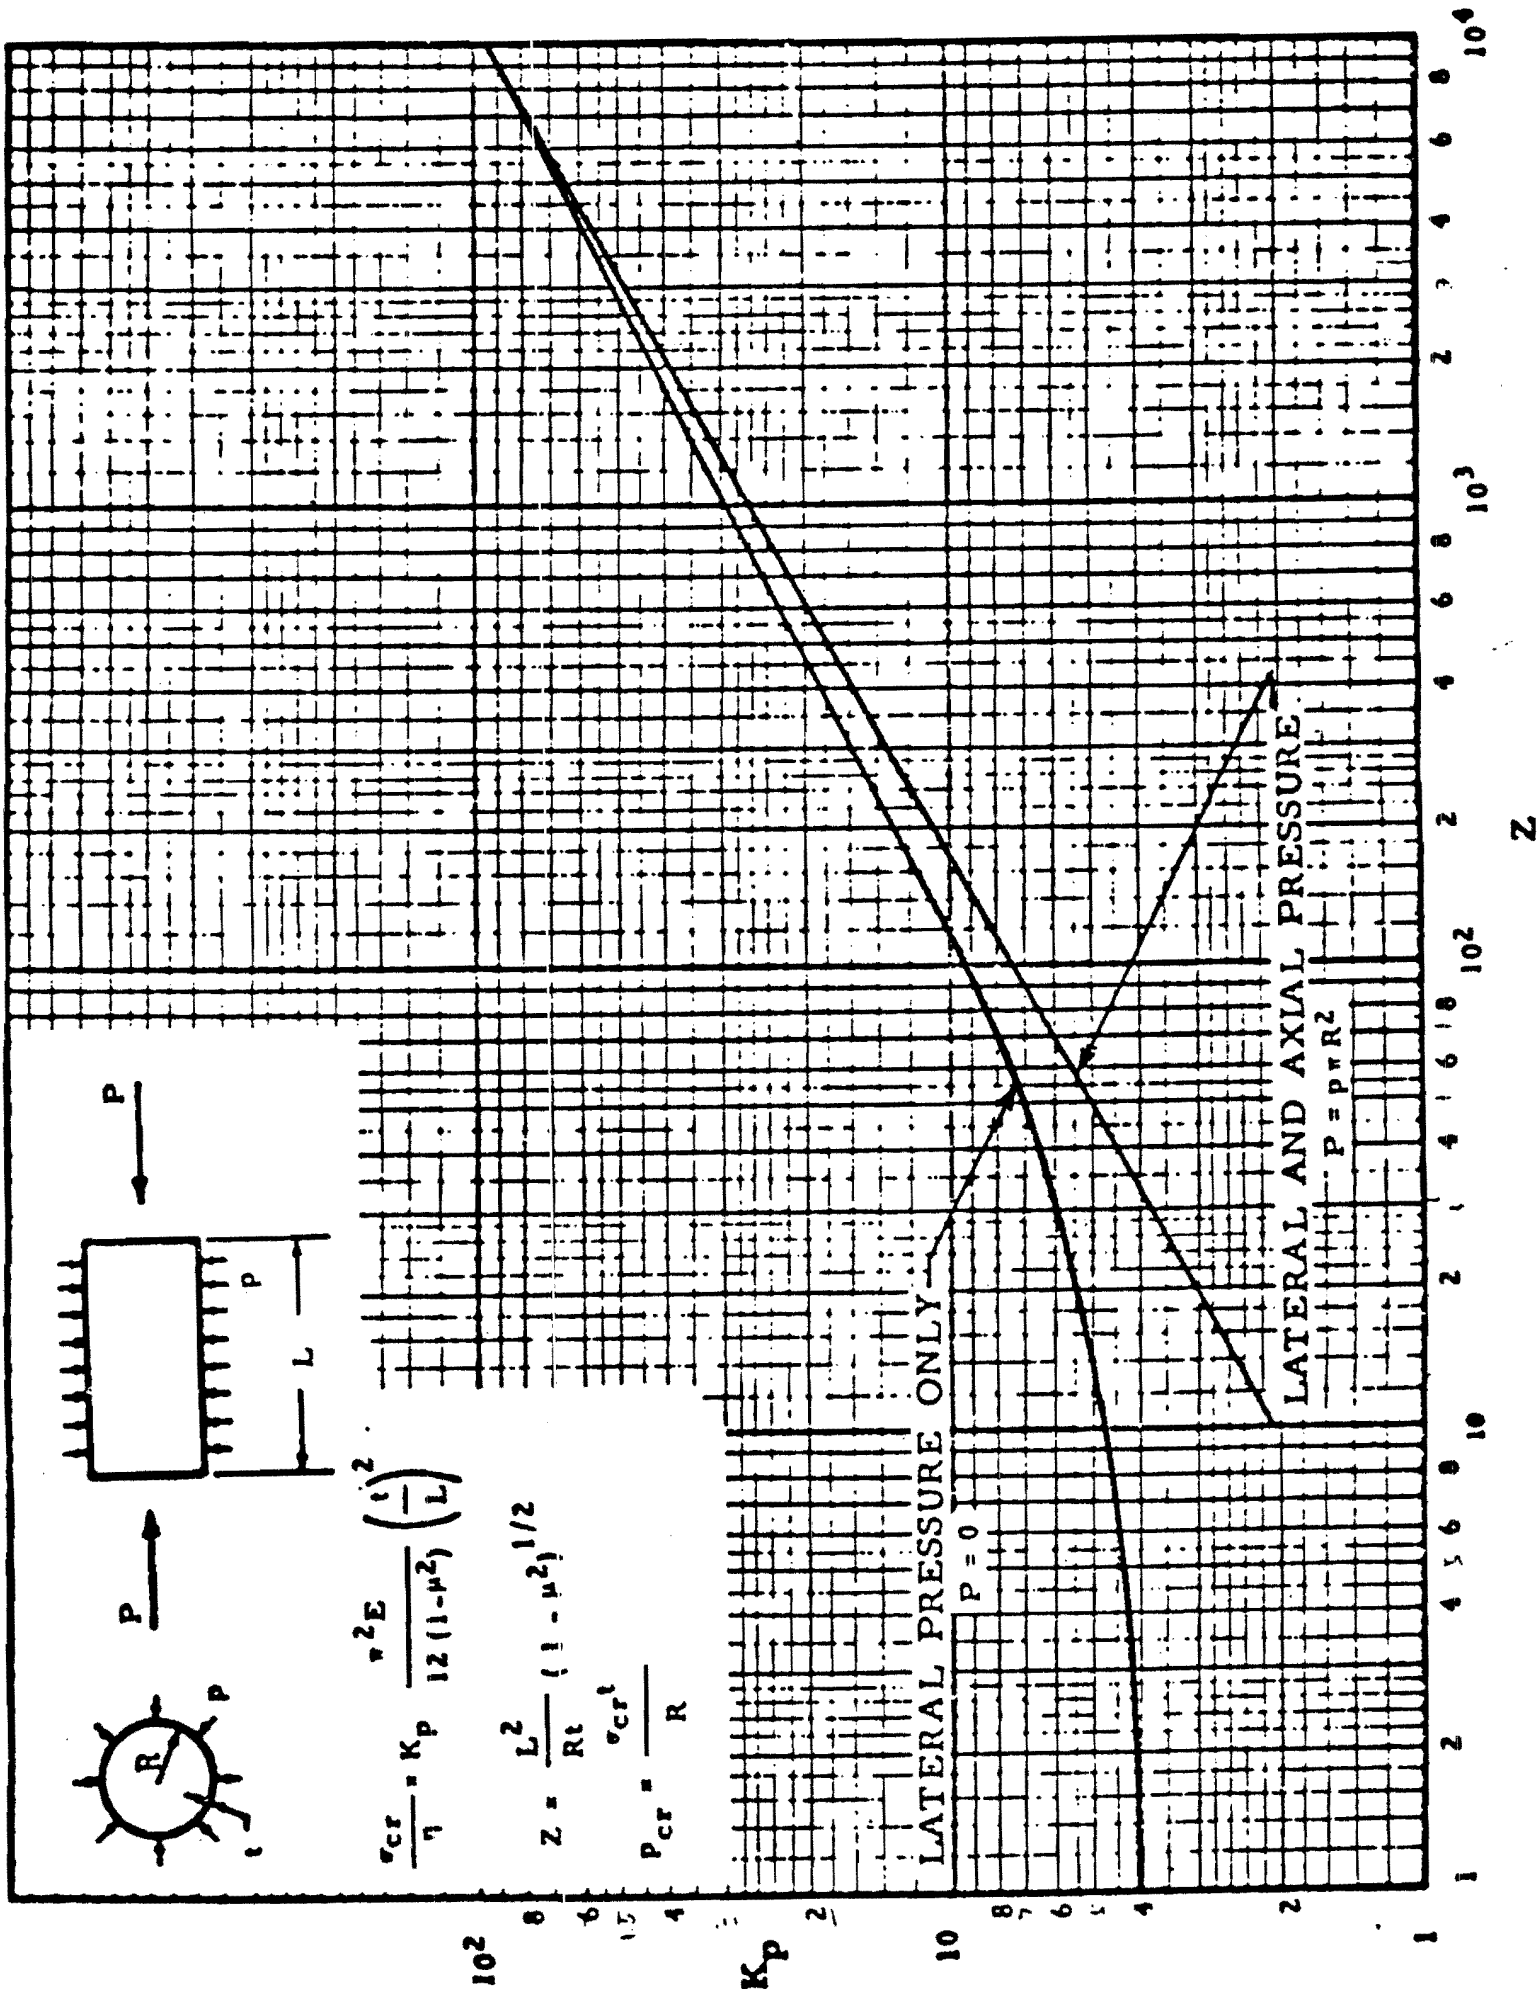 P
P
R
p
t
p
L
σcr/η = Kp π²E/12(1-μ²) (t/L)²
Z = L²/Rt (1 - μ²)^1/2
pcr = σcr t/R
LATERAL PRESSURE ONLY
P = 0
LATERAL AND AXIAL PRESSURE
P = pπR²
Kp
10²
8
6
4
2
10
8
7
6
4
2
1
1
2
4
5
6
8
10
2
4
6
8
10²
2
4
6
8
10³
2
4
6
8
10⁴
Z